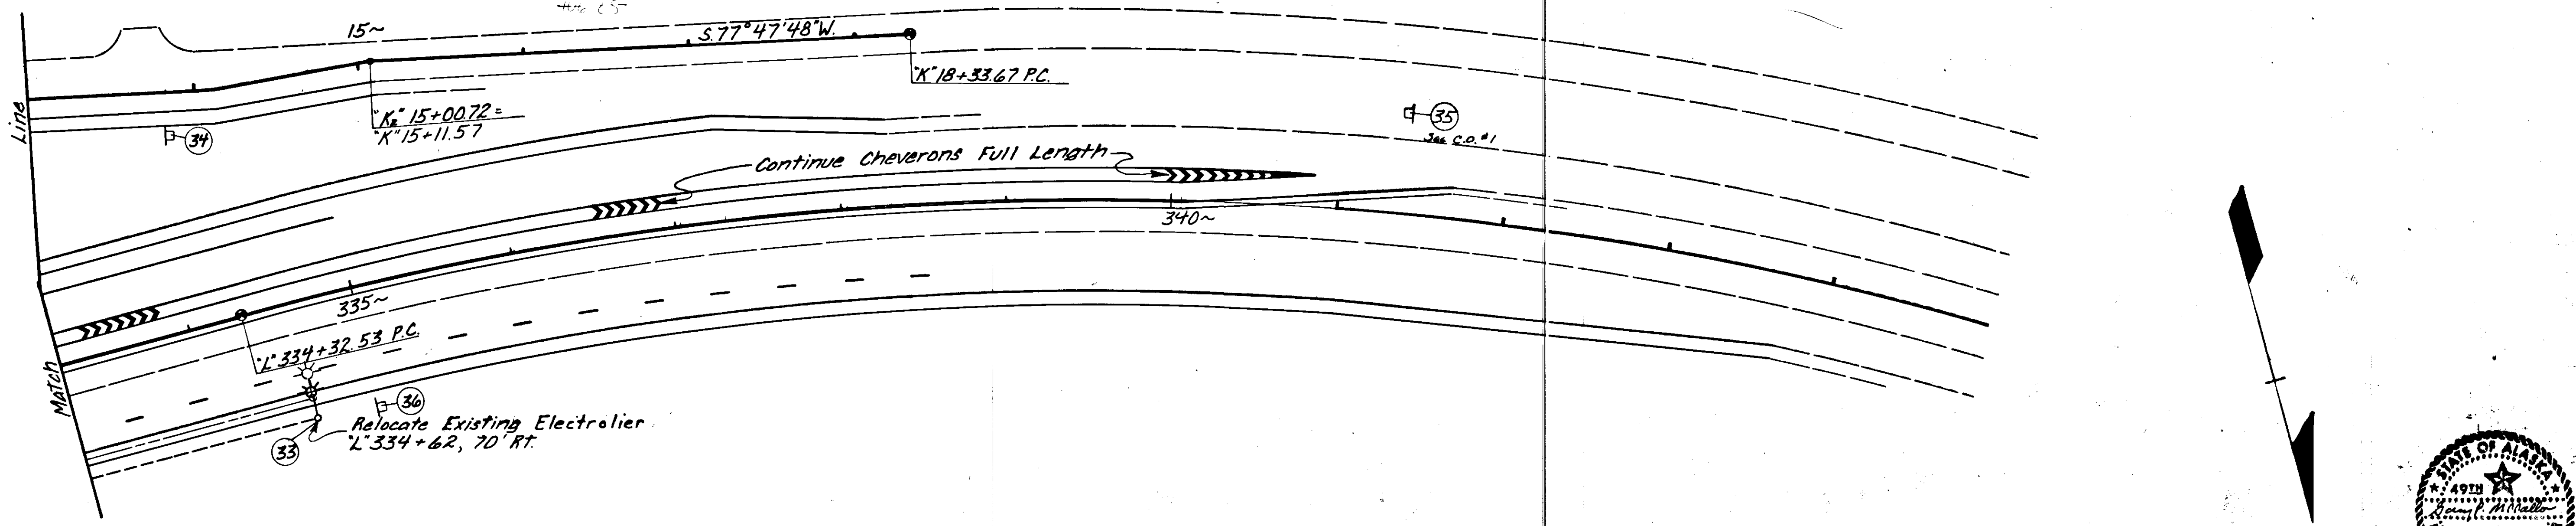 15~
S.77°47'48"W.
"K" 18+33.67 P.C.
"K2" 15+00.72 =
"K" 15+11.57
Line
34
35
See C.O. #1
Continue Cheverons Full Length
340~
335~
"L" 334+32.53 P.C.
Match
36
Relocate Existing Electrolier
"L" 334+62, 70' RT.
33
STATE OF ALASKA
49TH